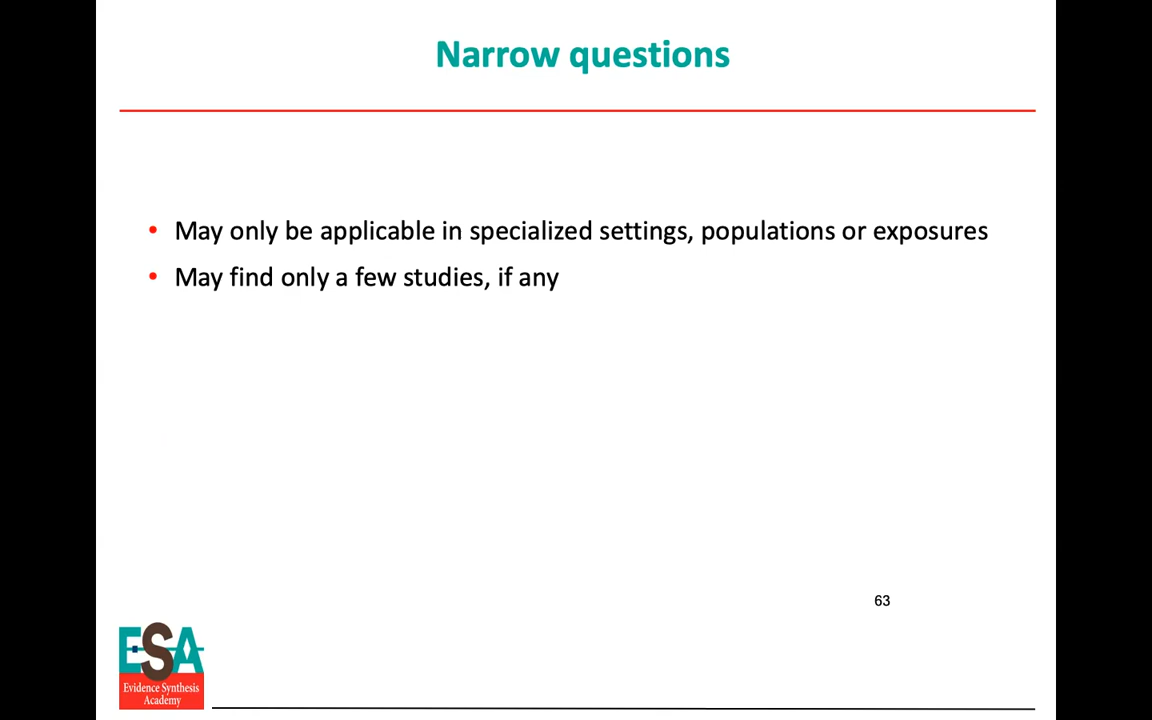 Narrow questions
• May only be applicable in specialized settings, populations or exposures
• May find only a few studies, if any
63
ESA
Evidence Synthesis
Academy